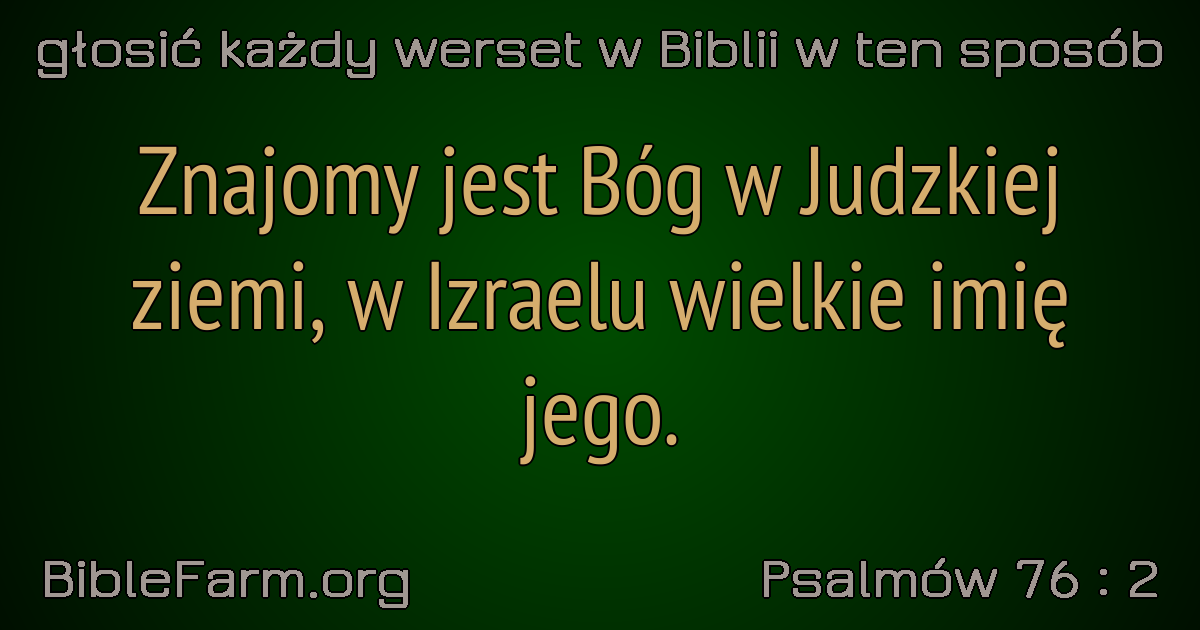 głosić każdy werset w Biblii w ten sposób
Znajomy jest Bóg w Judzkiej
ziemi, w Izraelu wielkie imię
jego.
BibleFarm.org
Psalmów 76 : 2